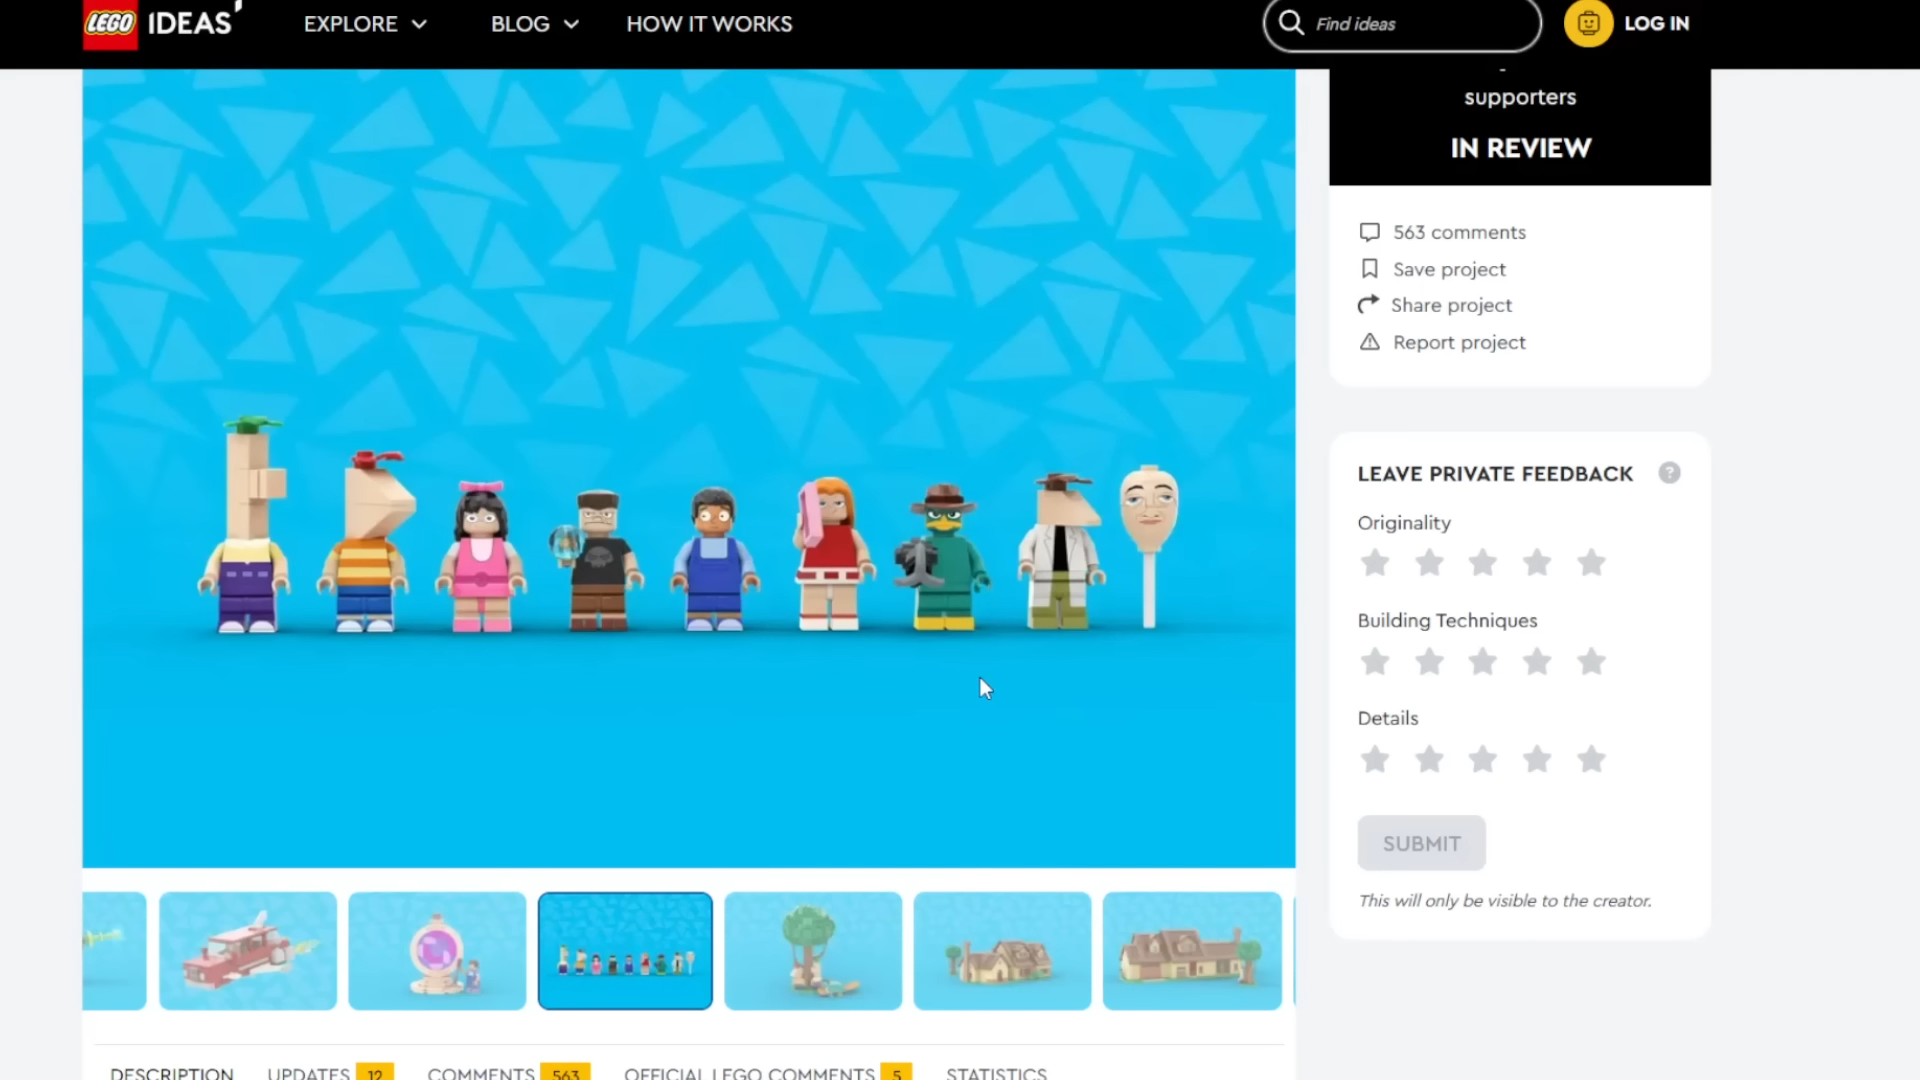 LEGO IDEAS
EXPLORE
BLOG
HOW IT WORKS
Find ideas
LOG IN
supporters
IN REVIEW
563 comments
Save project
Share project
Report project
LEAVE PRIVATE FEEDBACK ?
Originality
Building Techniques
Details
SUBMIT
This will only be visible to the creator.
DESCRIPTION UPDATES 12 COMMENTS 563 OFFICIAL LEGO COMMENTS 5 STATISTICS